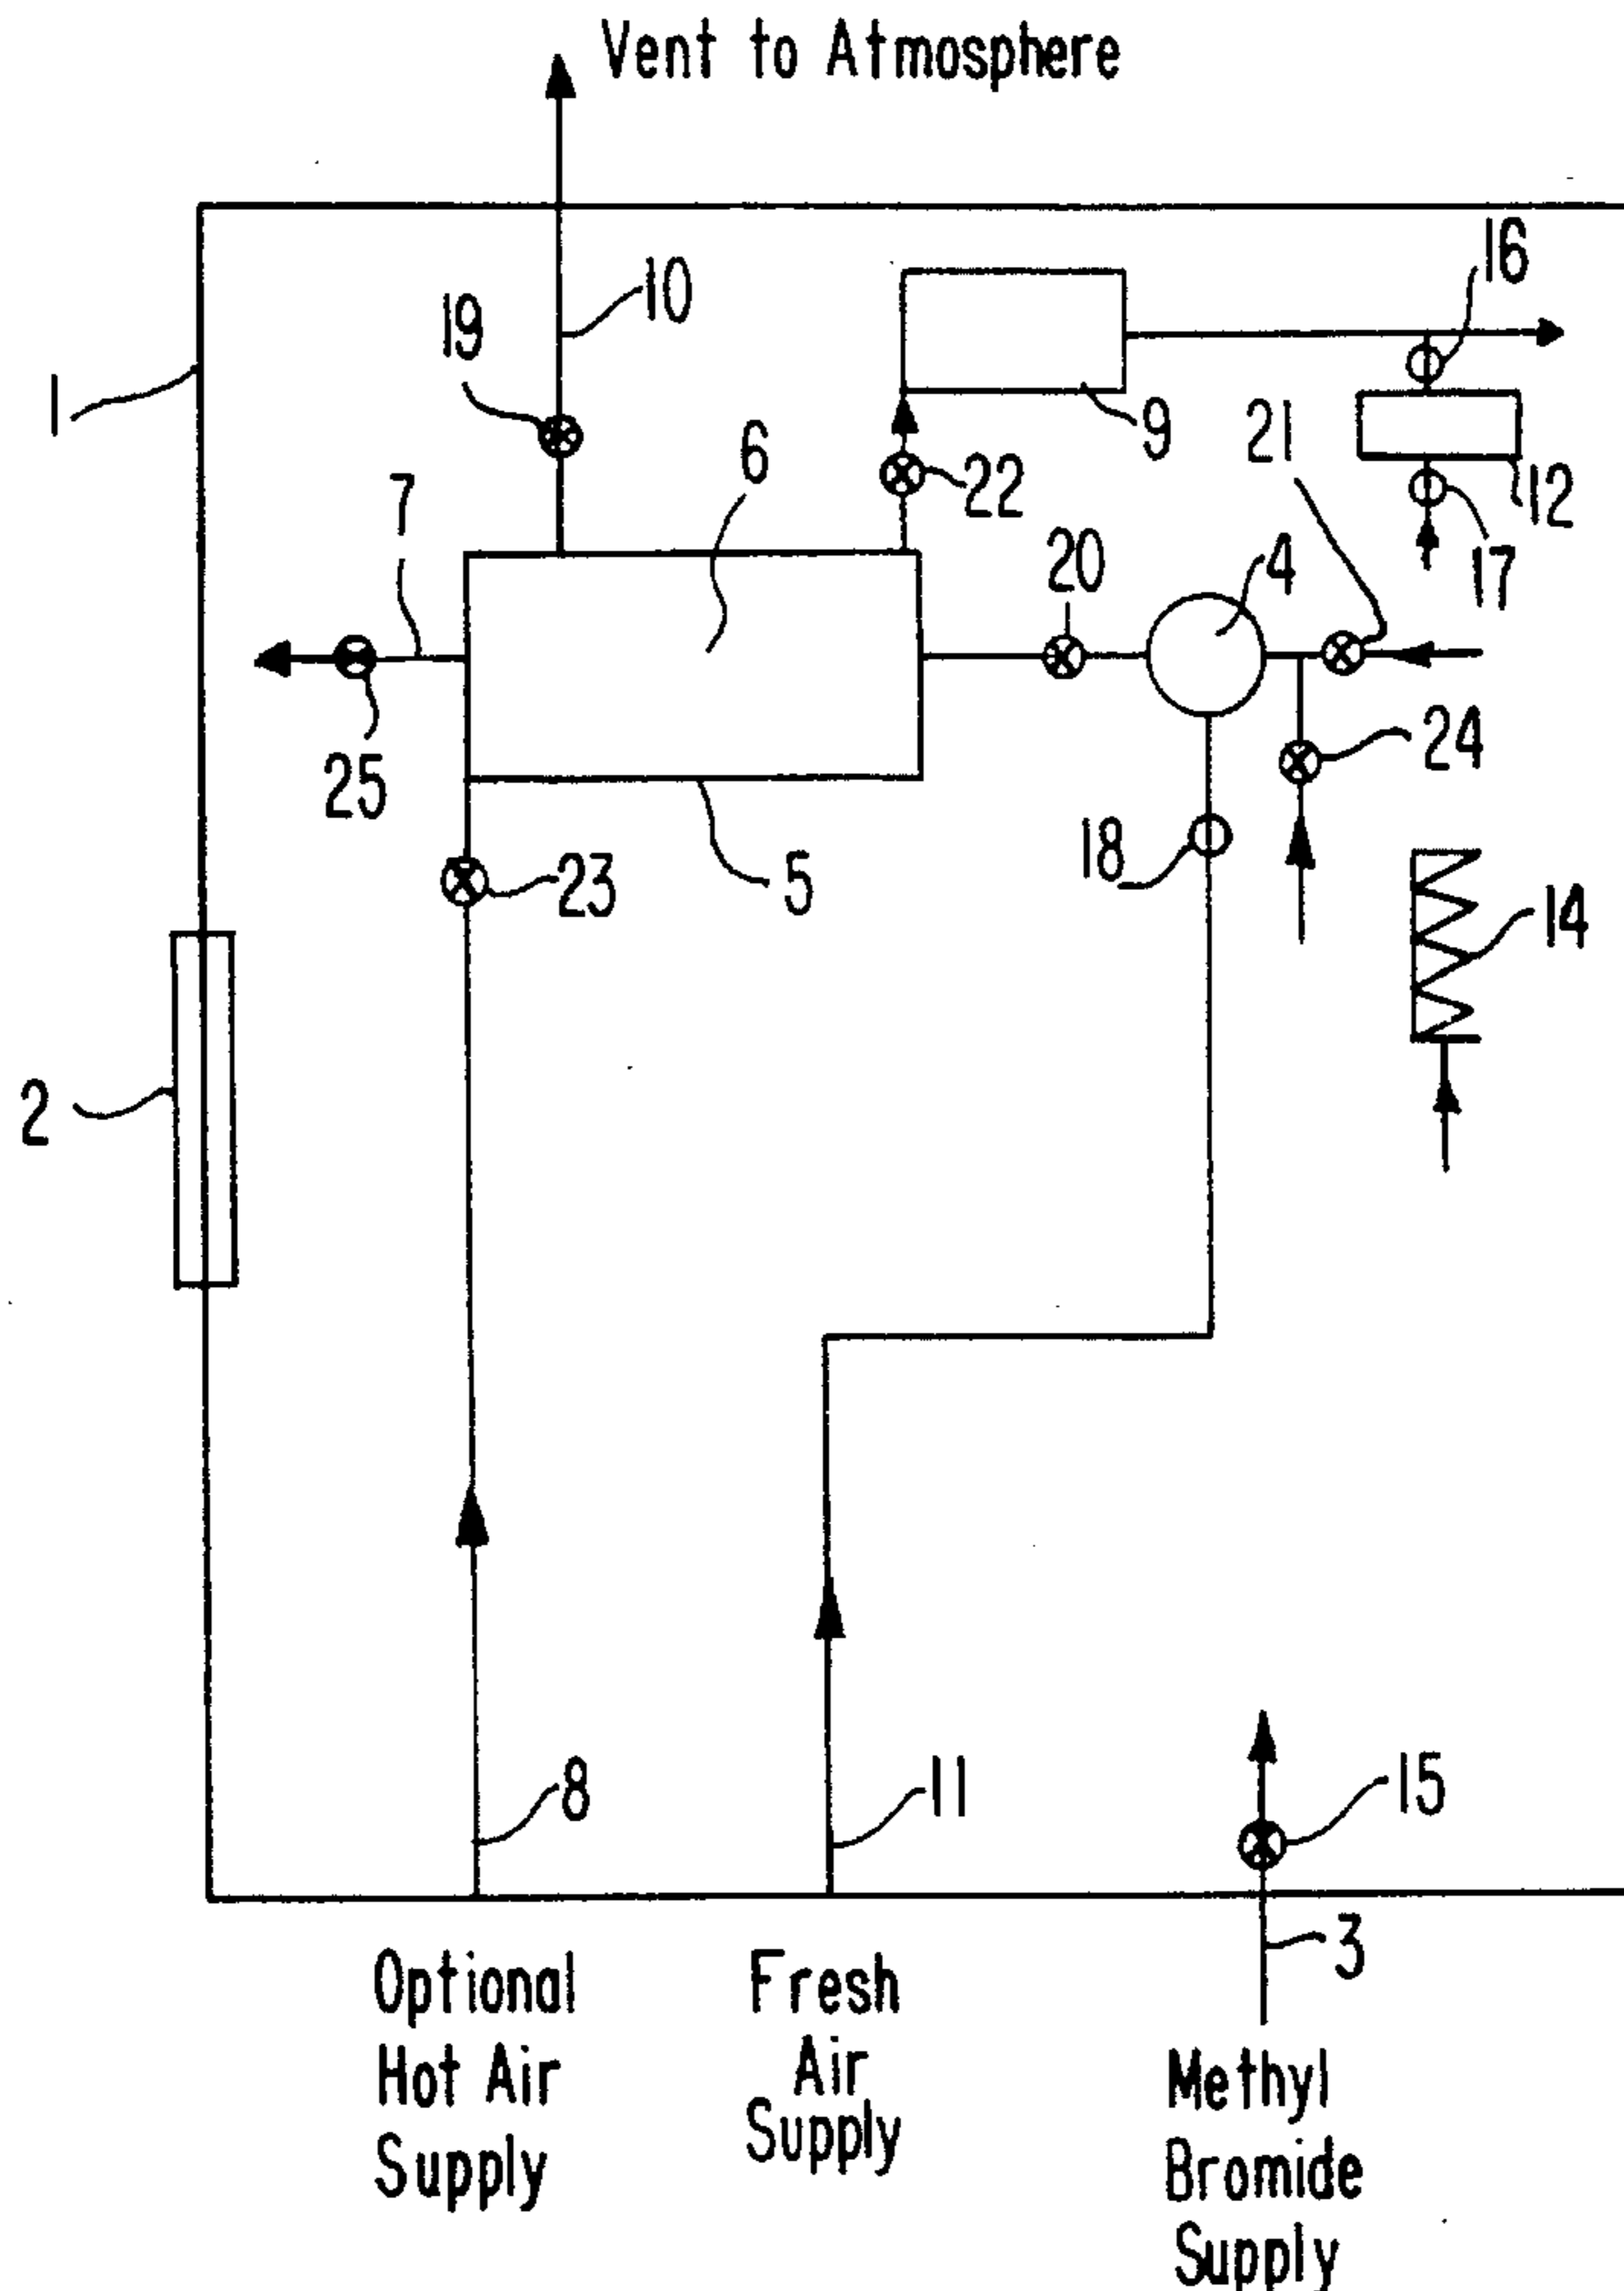 Vent to Atmosphere
16
10
19
1
9
21
6
7
22
12
20
4
17
24
25
18
23
5
14
2
8
11
15
3
Optional
Hot Air
Supply
Fresh
Air
Supply
Methyl
Bromide
Supply